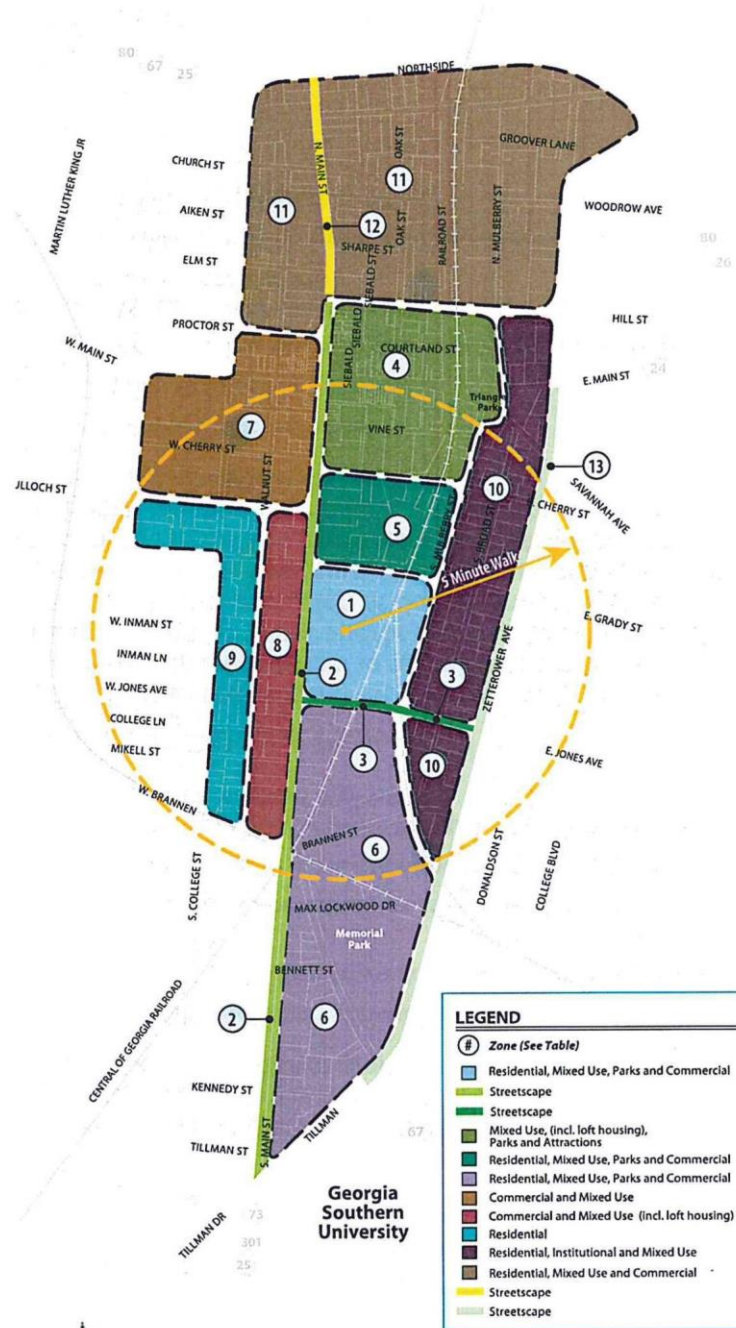 80
67
25
NORTHSIDE
MARTIN LUTHER KING JR
N. MAIN ST
OAK ST
GROOVER LANE
CHURCH ST
11
11
N. MULBERRY ST
AIKEN ST
12
OAK ST
RAILROAD ST
WOODROW AVE
SHARPE ST
80
26
ELM ST
SIEBALD ST
SIEBALD
PROCTOR ST
HILL ST
W. MAIN ST
SIEBALD
COURTLAND ST
4
24
E. MAIN ST
Triangle
Park
7
VINE ST
W. CHERRY ST
WALNUT ST
10
13
SAVANNAH AVE
JLLOCH ST
CHERRY ST
5
MULBERRY
BROAD ST
S Minute Walk
1
W. INMAN ST
E. GRADY ST
INMAN LN
9
8
2
3
ZETTEROWER AVE
W. JONES AVE
COLLEGE LN
MIKELL ST
3
10
E. JONES AVE
W. BRANNEN
BRANNEN ST
6
S. COLLEGE ST
DONALDSON ST
COLLEGE BLVD
MAX LOCKWOOD DR
Memorial
Park
BENNETT ST
2
6
CENTRAL OF GEORGIA RAILROAD
KENNEDY ST
S. MAIN ST
TILLMAN
67
TILLMAN ST
Georgia
Southern
University
TILLMAN DR
73
301
25
LEGEND
# Zone (See Table)
Residential, Mixed Use, Parks and Commercial
Streetscape
Streetscape
Mixed Use, (incl. loft housing),
Parks and Attractions
Residential, Mixed Use, Parks and Commercial
Residential, Mixed Use, Parks and Commercial
Commercial and Mixed Use
Commercial and Mixed Use (incl. loft housing)
Residential
Residential, Institutional and Mixed Use
Residential, Mixed Use and Commercial
Streetscape
Streetscape